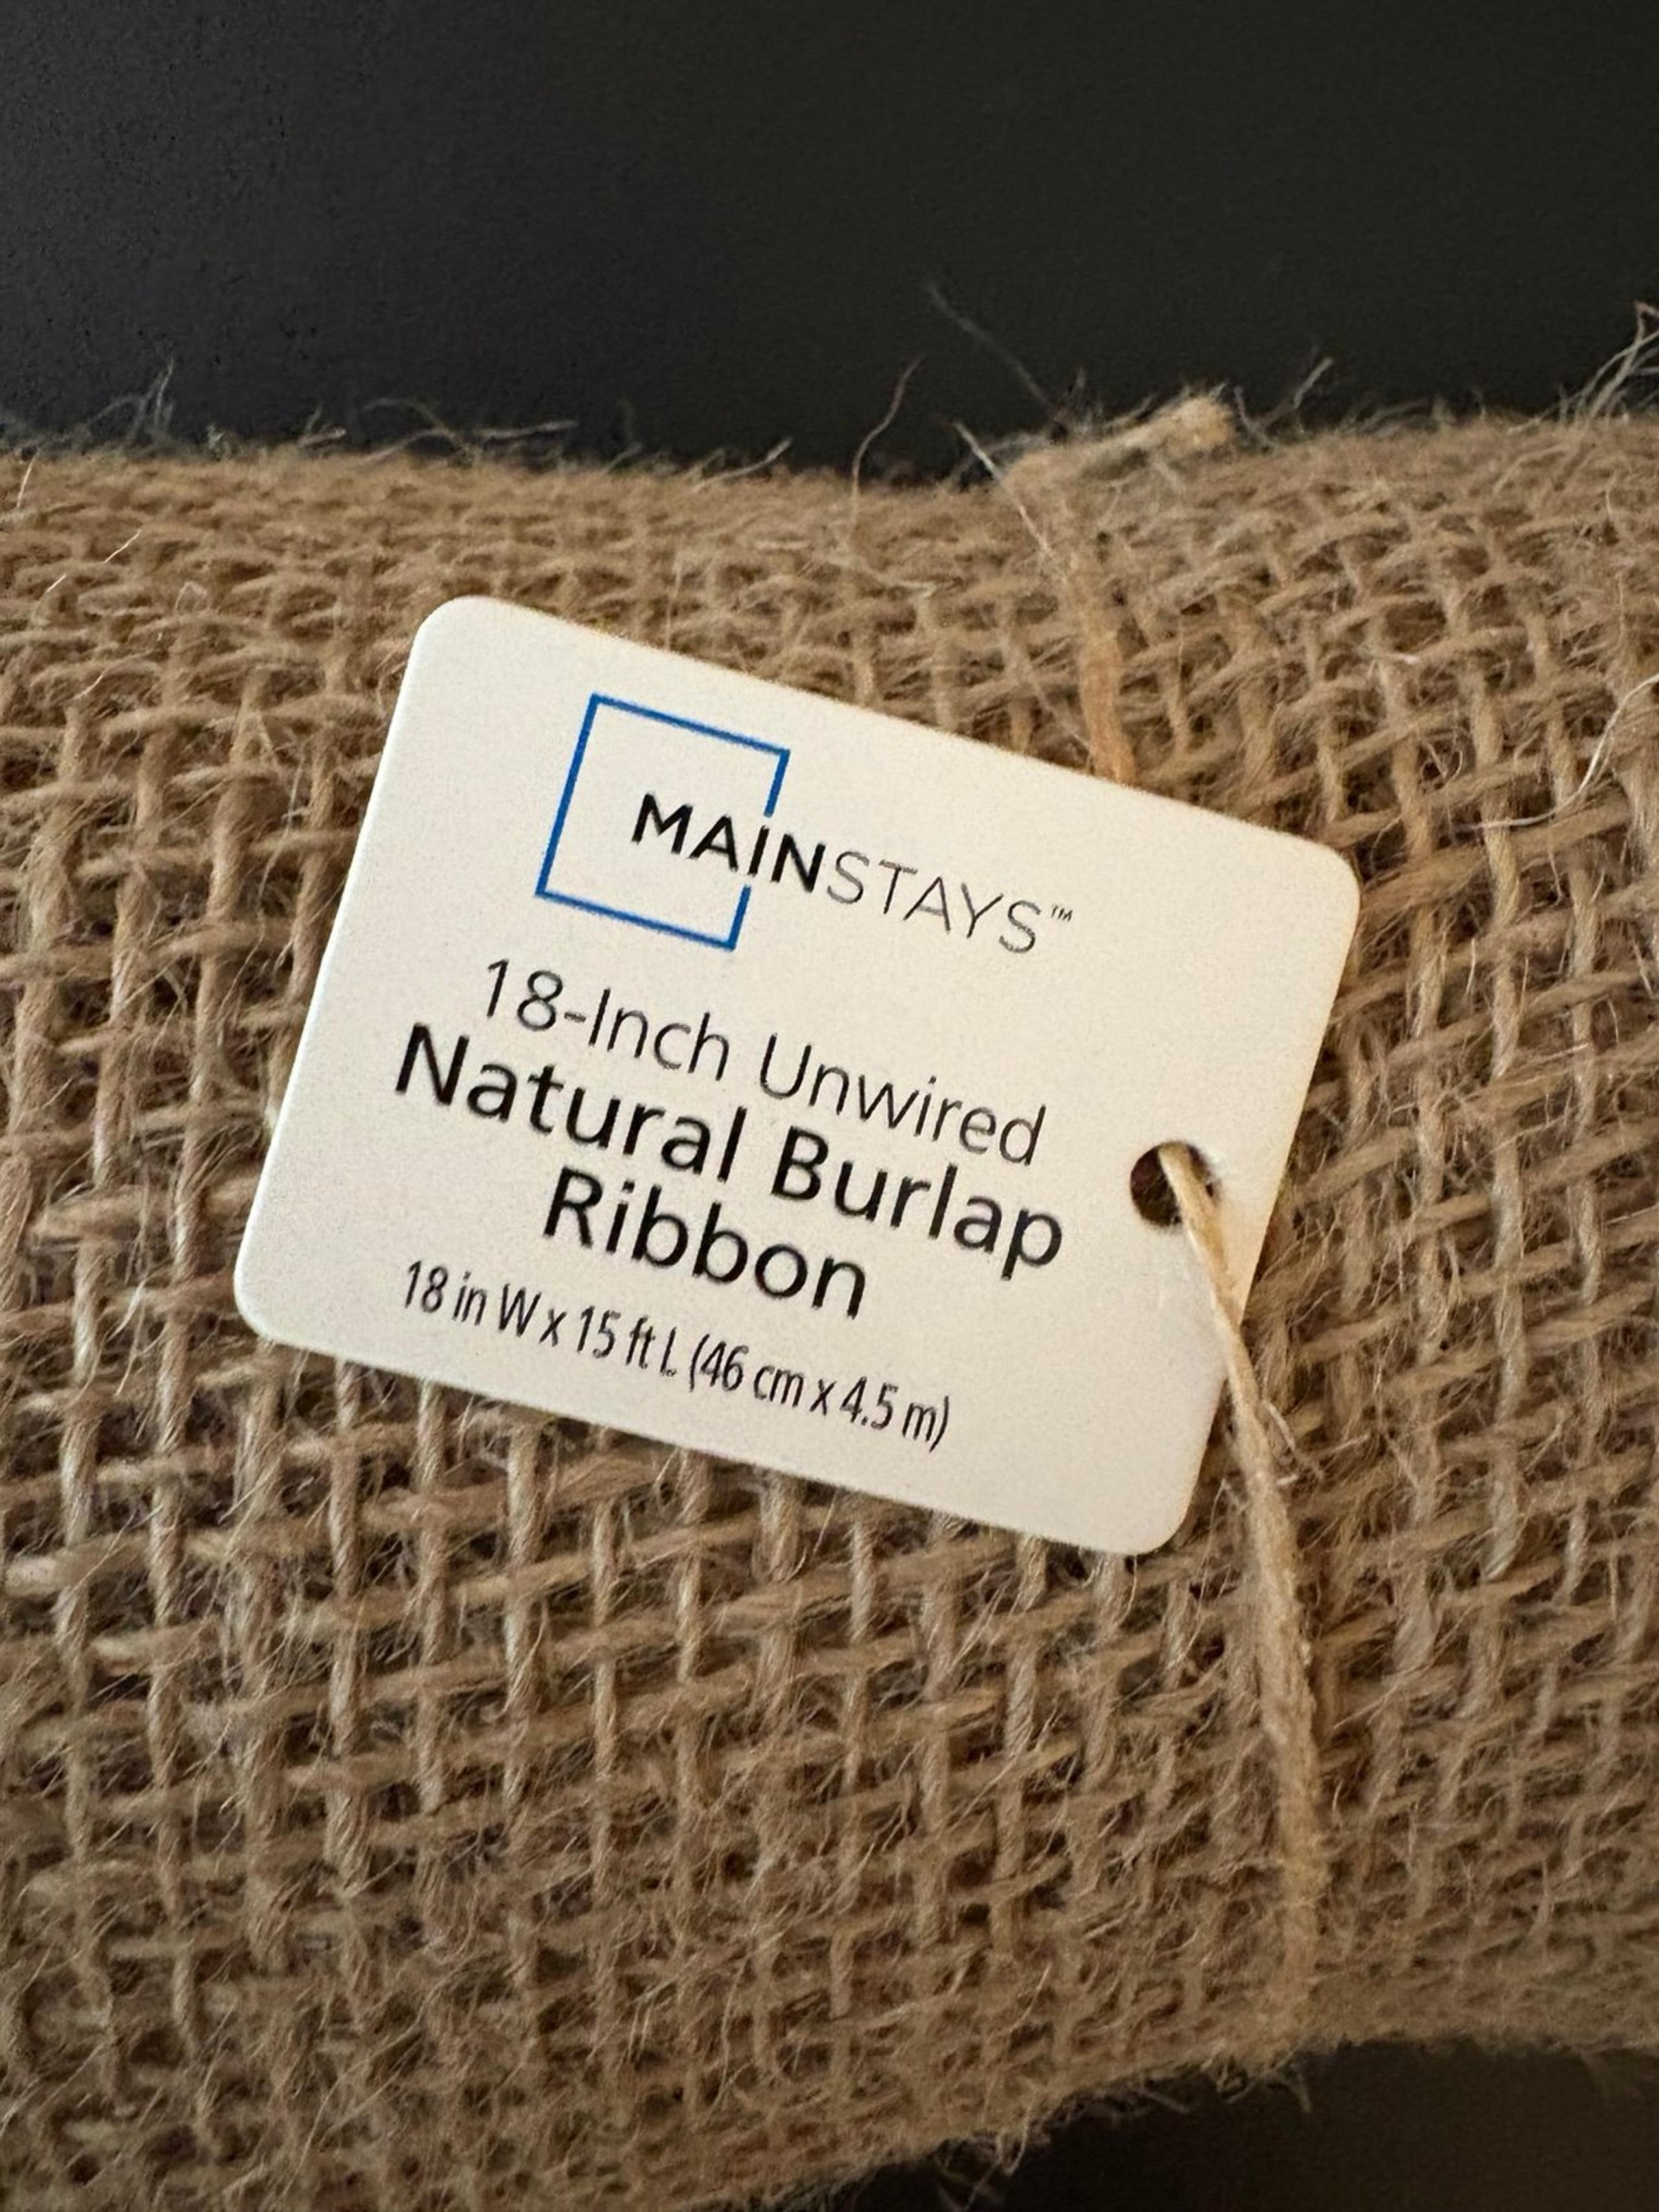 MAINSTAYS™
18-Inch Unwired
Natural Burlap
Ribbon
18 in W x 15 ft L (46 cm x 4.5 m)